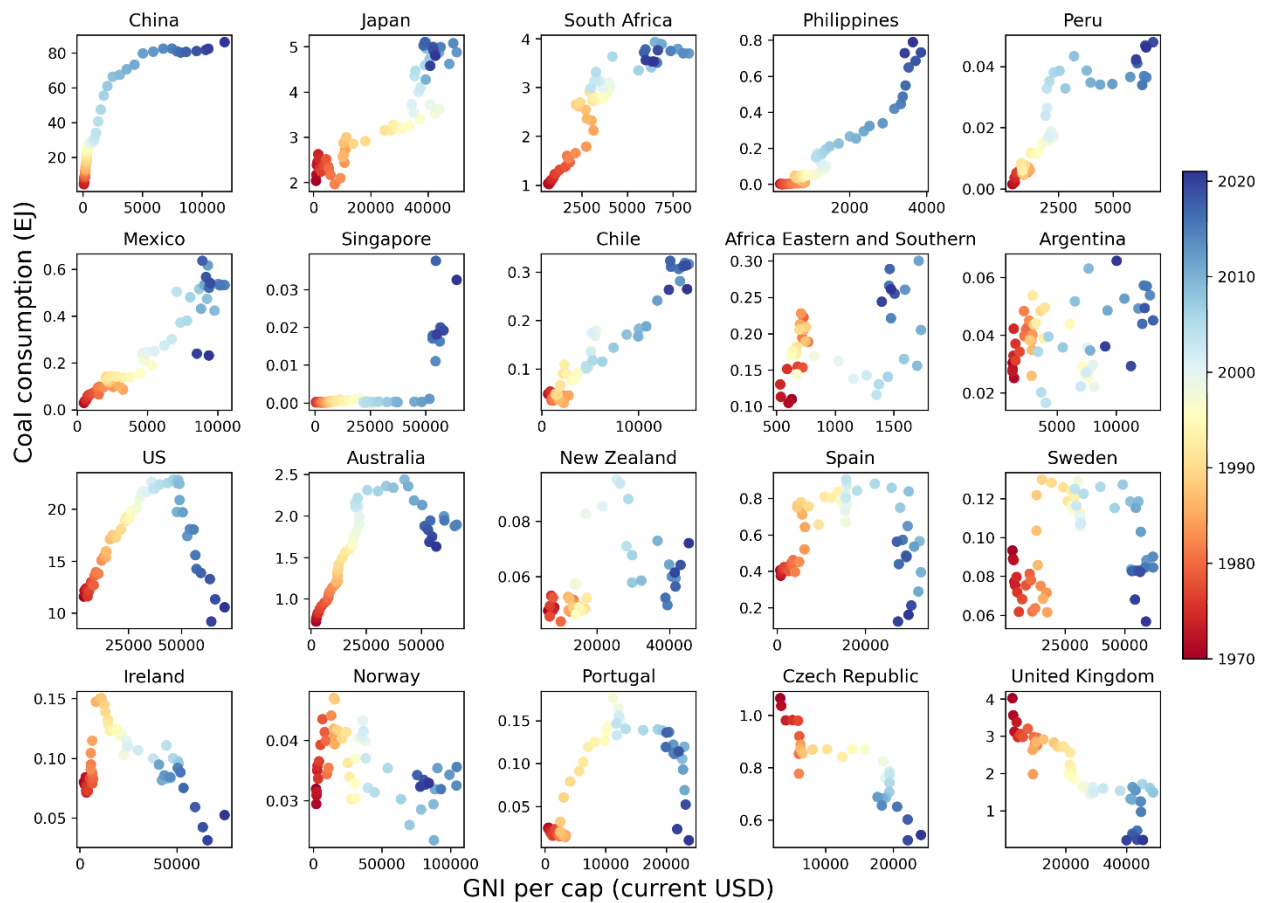 China Japan South Africa Philippines Peru
80 60 40 20
0 5000 10000
5 4 3 2
0 20000 40000
4 3 2 1
2500 5000 7500
0.8 0.6 0.4 0.2 0.0
2000 4000
0.04 0.02 0.00
2500 5000
Mexico Singapore Chile Africa Eastern and Southern Argentina
0.6 0.4 0.2 0.0
0 5000 10000
0.03 0.02 0.01 0.00
0 20000 40000 60000
0.3 0.2 0.1
0 10000
0.30 0.25 0.20 0.15 0.10
500 1000 1500
0.06 0.04 0.02
5000 10000
US Australia New Zealand Spain Sweden
20 15 10
25000 50000
2.5 2.0 1.5 1.0
0 25000 50000
0.08 0.06
20000 40000
0.8 0.6 0.4 0.2
0 20000
0.12 0.10 0.08 0.06
25000 50000
Ireland Norway Portugal Czech Republic United Kingdom
0.15 0.10 0.05
0 50000
0.04 0.03
0 25000 50000 75000 100000
0.15 0.10 0.05
0 10000 20000
1.0 0.8 0.6
10000 20000
4 3 2 1
20000 40000
Coal consumption (EJ)
GNI per cap (current USD)
2020
2010
2000
1990
1980
1970